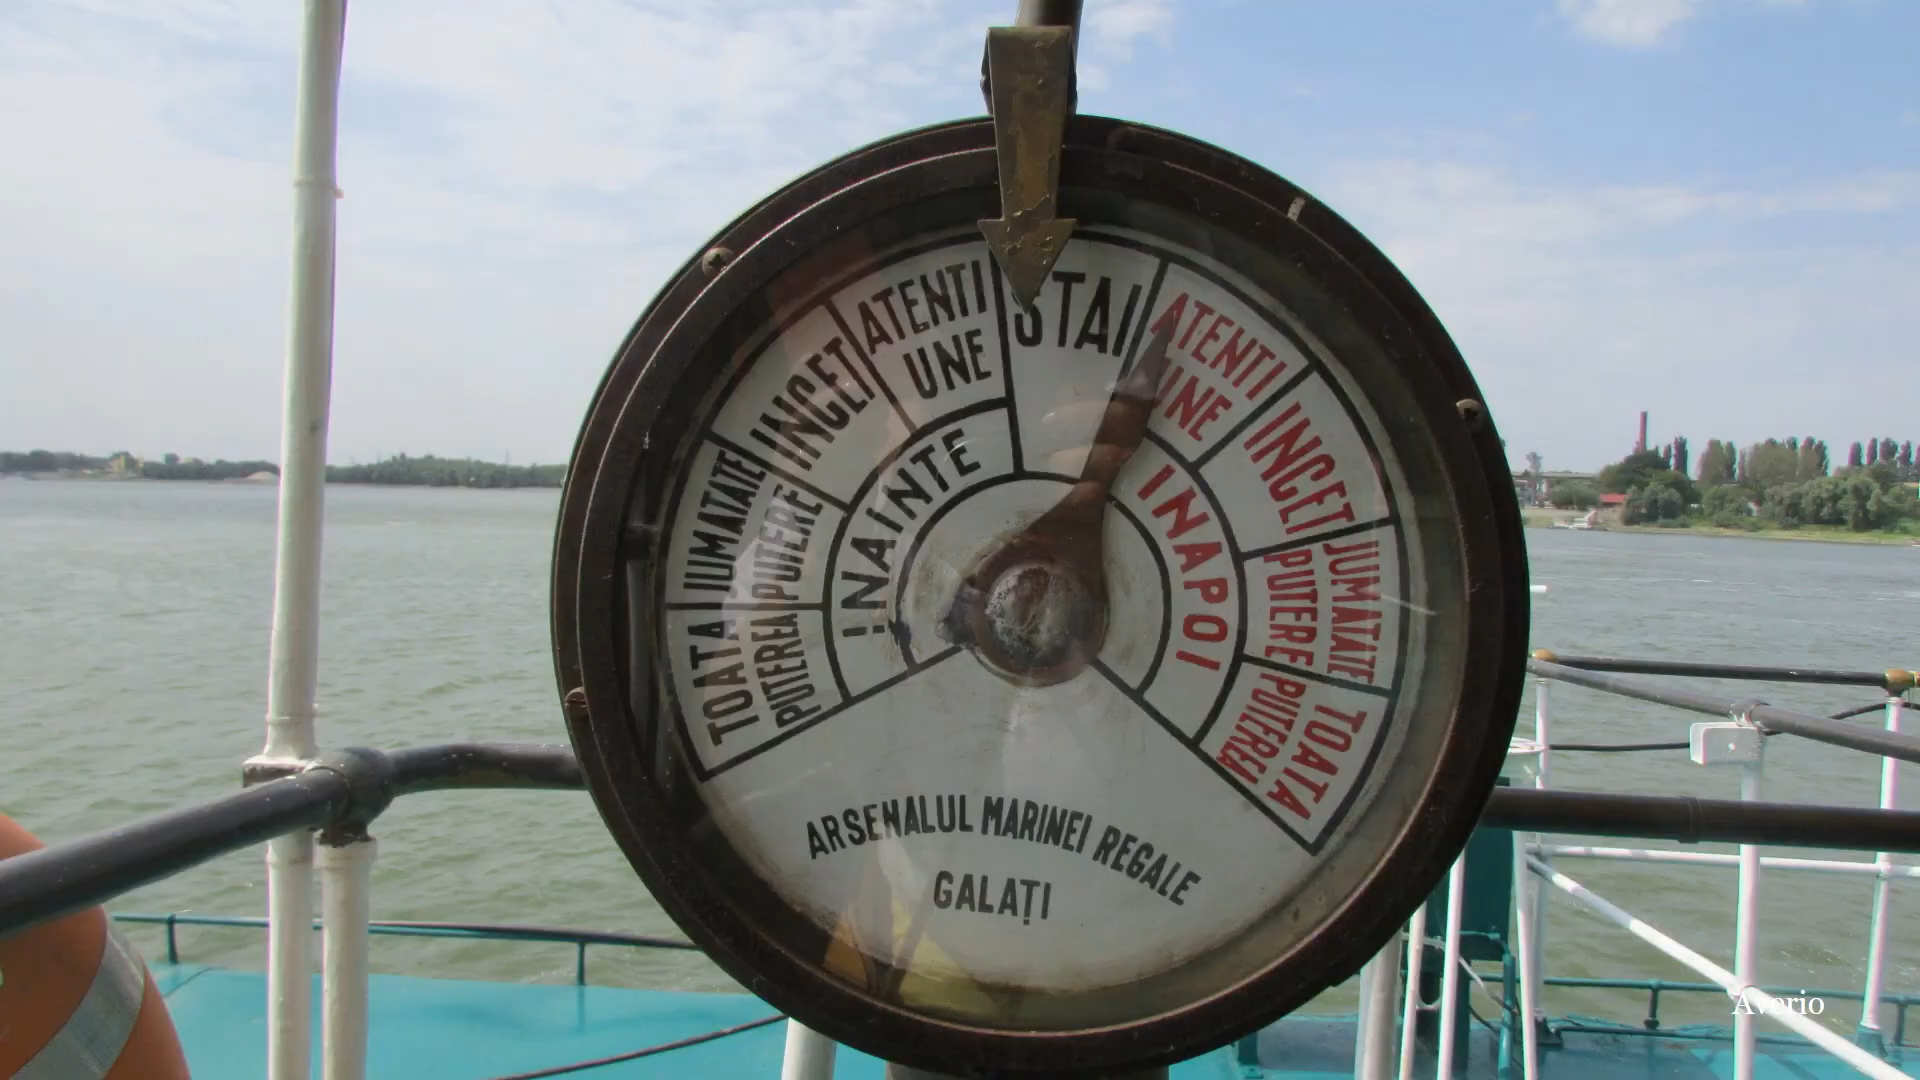 ATENTI
UNE
STAI
ATENTI
UNE
INCET
INCET
JUMATATE
PUTERE
JUMATATE
PUTERE
TOATA
PUTEREA
TOATA
PUTEREA
INAINTE
INAPOI
ARSENALUL MARINEI REGALE
GALAȚI
Averio